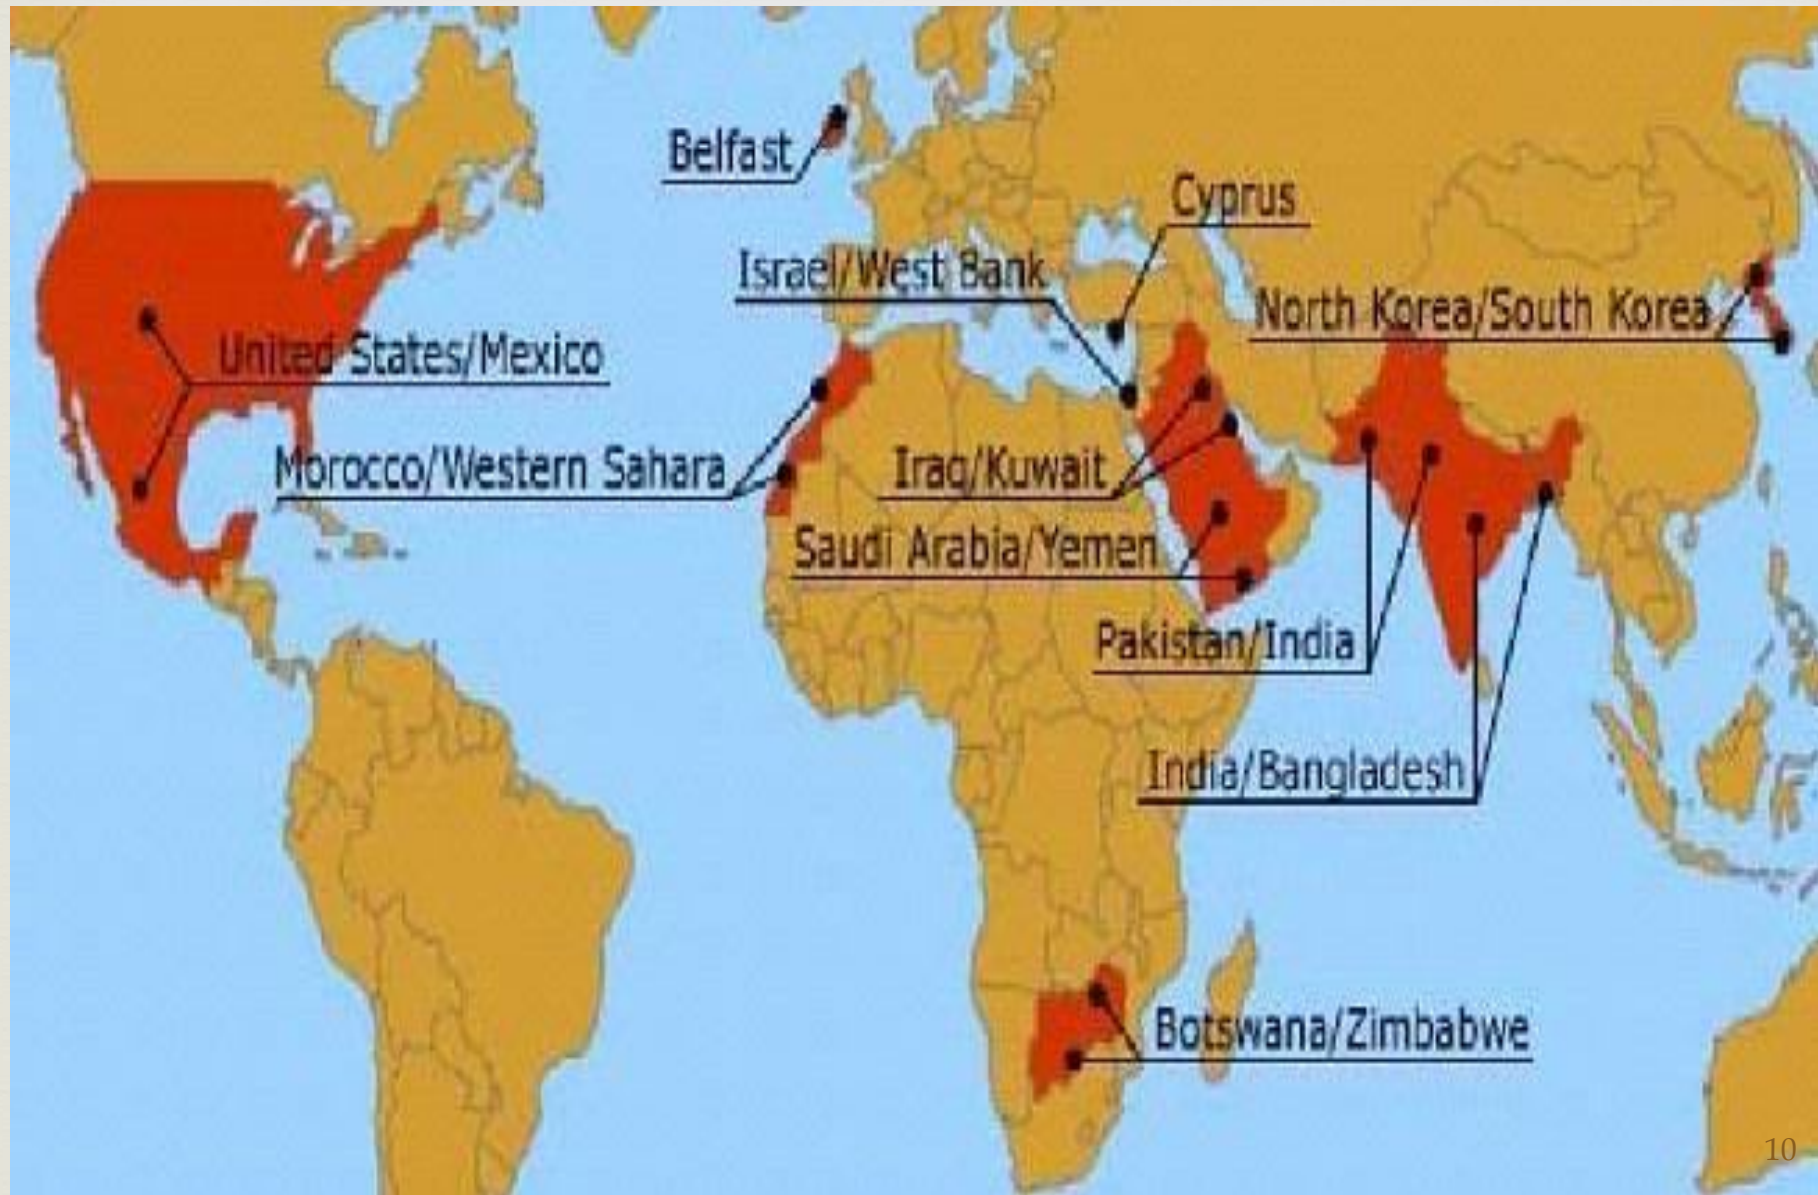 Belfast
Cyprus
Israel/West Bank
North Korea/South Korea
United States/Mexico
Morocco/Western Sahara
Iraq/Kuwait
Saudi Arabia/Yemen
Pakistan/India
India/Bangladesh
Botswana/Zimbabwe
10